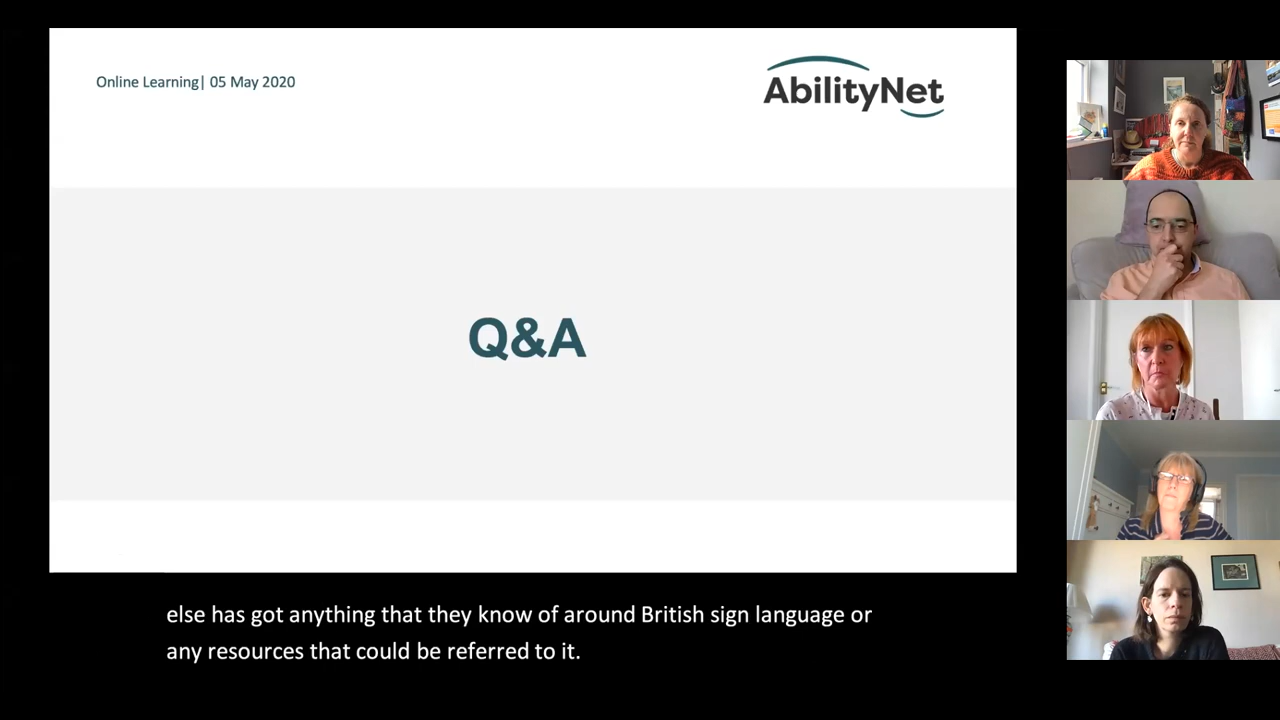 Online Learning| 05 May 2020
AbilityNet
Q&A
else has got anything that they know of around British sign language or
any resources that could be referred to it.